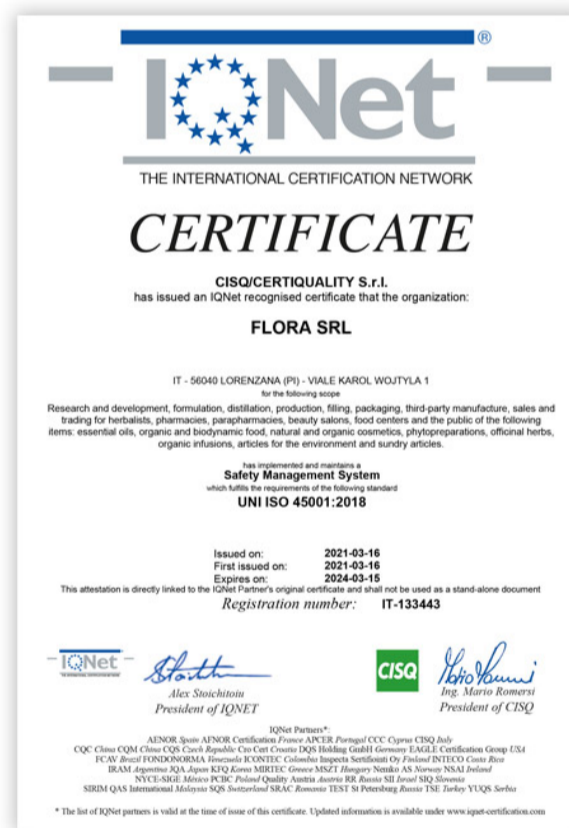 IQNet ®
THE INTERNATIONAL CERTIFICATION NETWORK
CERTIFICATE
CISQ/CERTIQUALITY S.r.l.
has issued an IQNet recognised certificate that the organization:
FLORA SRL
IT - 56040 LORENZANA (PI) - VIALE KAROL WOJTYLA 1
for the following scope
Research and development, formulation, distillation, production, filling, packaging, third-party manufacture, sales and
trading for herbalists, pharmacies, parapharmacies, beauty salons, food centers and the public of the following
items: essential oils, organic and biodynamic food, natural and organic cosmetics, phytopreparations, officinal herbs,
organic infusions, articles for the environment and sundry articles.
has implemented and maintains a
Safety Management System
which fulfills the requirements of the following standard
UNI ISO 45001:2018
Issued on: 2021-03-16
First issued on: 2021-03-16
Expires on: 2024-03-15
This attestation is directly linked to the IQNet Partner's original certificate and shall not be used as a stand-alone document
Registration number: IT-133443
IQNet
CISQ
Alex Stoichitoiu
President of IQNET
Ing. Mario Romersi
President of CISQ
IQNet Partners*:
AENOR Spain AFNOR Certification France APCER Portugal CCC Cyprus CISQ Italy
CQC China CQM China CQS Czech Republic Cro Cert Croatia DQS Holding GmbH Germany EAGLE Certification Group USA
FCAV Brazil FONDONORMA Venezuela ICONTEC Colombia Inspecta Sertifiointi Oy Finland INTECO Costa Rica
IRAM Argentina JQA Japan KFQ Korea MIRTEC Greece MSZT Hungary Nemko AS Norway NSAI Ireland
NYCE-SIGE México PCBC Poland Quality Austria Austria RR Russia SII Israel SIQ Slovenia
SIRIM QAS International Malaysia SQS Switzerland SRAC Romania TEST St Petersburg Russia TSE Turkey YUQS Serbia
* The list of IQNet partners is valid at the time of issue of this certificate. Updated information is available under www.iqnet-certification.com